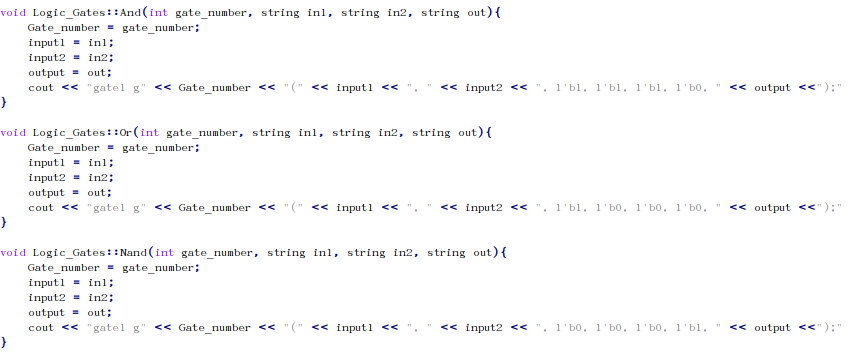 void Logic_Gates::And(int gate_number, string in1, string in2, string out){
    Gate_number = gate_number;
    input1 = in1;
    input2 = in2;
    output = out;
    cout << "gate1 g" << Gate_number << "(" << input1 << ", " << input2 << ", 1'b1, 1'b1, 1'b1, 1'b0, " << output <<");"
}
void Logic_Gates::Or(int gate_number, string in1, string in2, string out){
    Gate_number = gate_number;
    input1 = in1;
    input2 = in2;
    output = out;
    cout << "gate1 g" << Gate_number << "(" << input1 << ", " << input2 << ", 1'b1, 1'b0, 1'b0, 1'b0, " << output <<");"
}
void Logic_Gates::Nand(int gate_number, string in1, string in2, string out){
    Gate_number = gate_number;
    input1 = in1;
    input2 = in2;
    output = out;
    cout << "gate1 g" << Gate_number << "(" << input1 << ", " << input2 << ", 1'b0, 1'b0, 1'b0, 1'b1, " << output <<");"
}